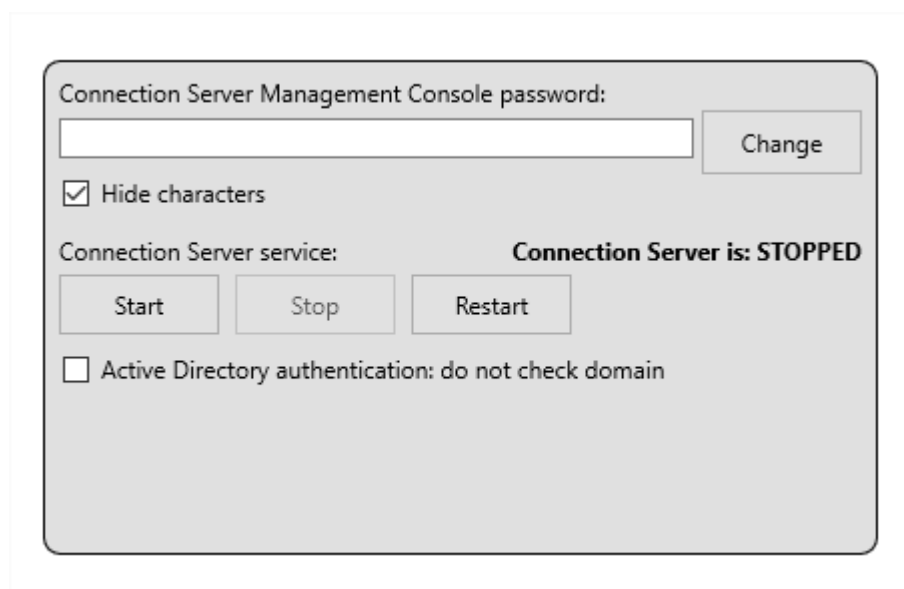 Connection Server Management Console password:
Change
Hide characters
Connection Server service: Connection Server is: STOPPED
Start Stop Restart
Active Directory authentication: do not check domain